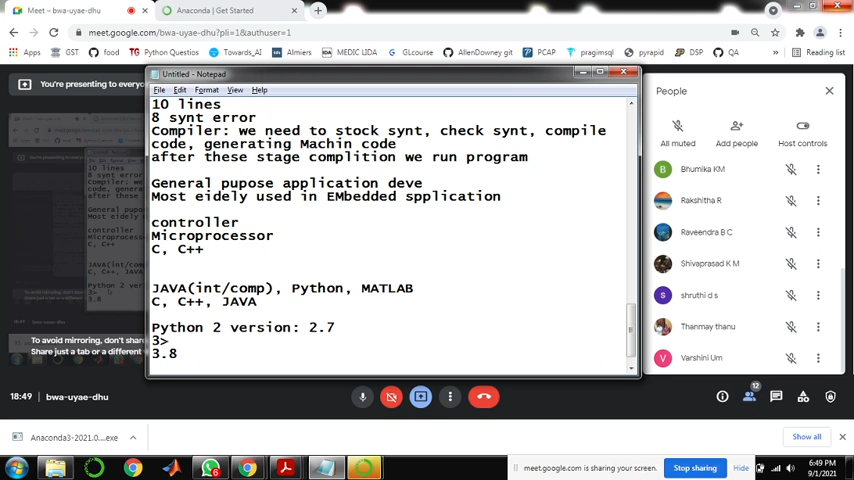 Meet – bwa-uyae-dhu
Anaconda | Get Started
meet.google.com/bwa-uyae-dhu?pli=1&authuser=1
Apps
GT
github
food
TG
Python Questios
Towards_AI
Almiers
MEDIC LIDA
GLcourse
AllenDowney git
PCAP
pragimsql
pyrapid
DSP
QA
Reading list
You're presenting to everyo
Untitled - Notepad
File Edit Format View Help
10 lines
8 synt error
Compiler: we need to stock synt, check synt, compile
code, generating Machin code
after these stage complition we run program
General pupose application deve
Most eidely used in EMbedded spplication
controller
Microprocessor
C, C++
JAVA(int/comp), Python, MATLAB
C, C++, JAVA
Python 2 version: 2.7
3>
3.8
To avoid mirroring, don't share
Share just a tab or a different
People
All muted
Add people
Host controls
B Bhumika KM
Rakshitha R
Raveendra B C
Shivaprasad K M
s shruthi d s
Thanmay thanu
Varshini Um
18:49
bwa-uyae-dhu
12
Anaconda3-2021.0....exe
Show all
meet.google.com is sharing your screen.
Stop sharing
Hide
6:49 PM
9/1/2021